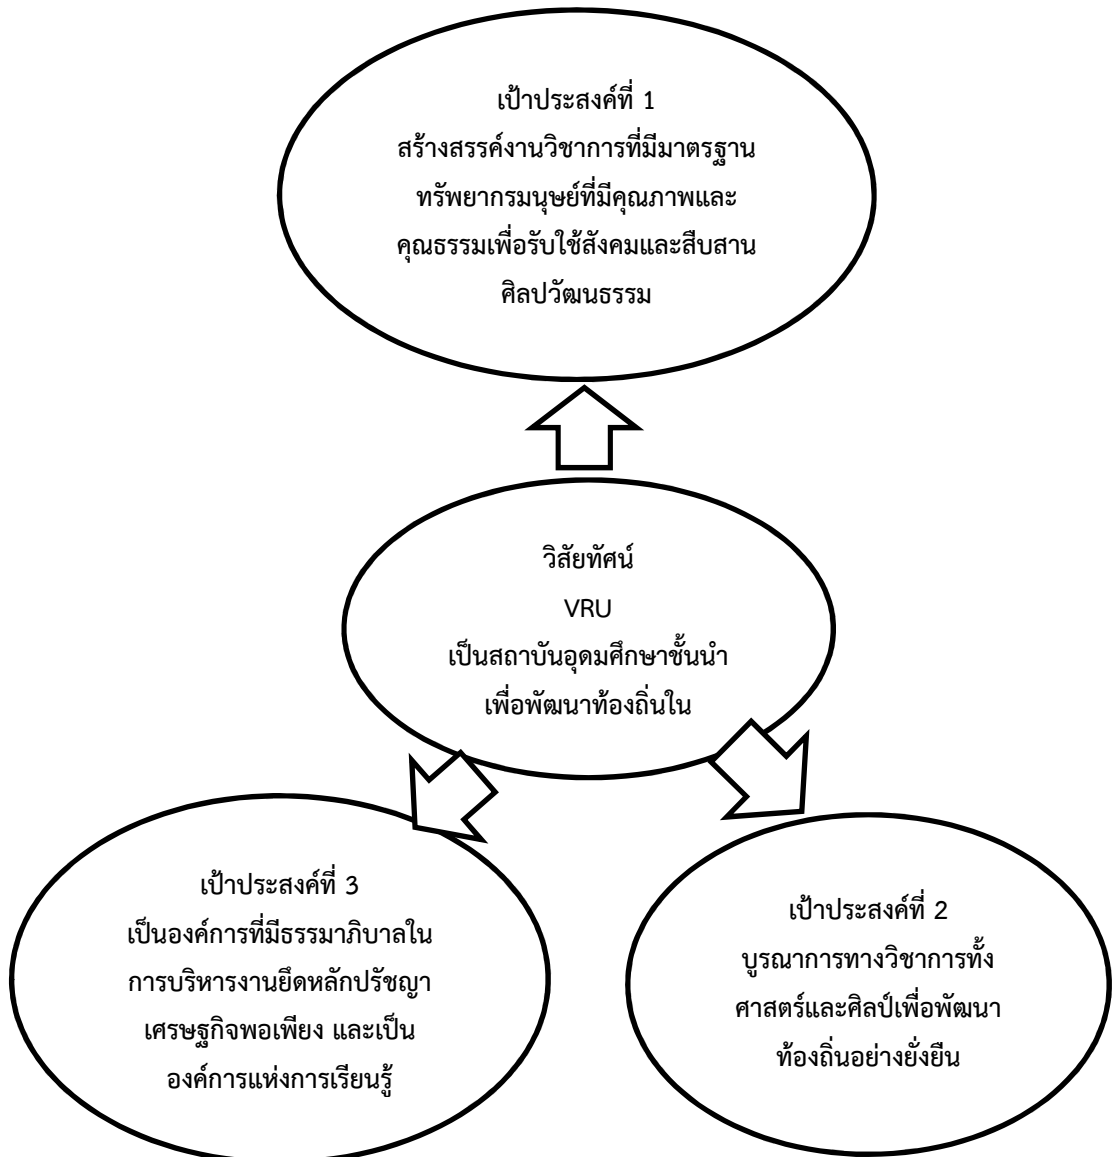 เป้าประสงค์ที่ 1
สร้างสรรค์งานวิชาการที่มีมาตรฐาน
ทรัพยากรมนุษย์ที่มีคุณภาพและ
คุณธรรมเพื่อรับใช้สังคมและสืบสาน
ศิลปวัฒนธรรม
วิสัยทัศน์
VRU
เป็นสถาบันอุดมศึกษาชั้นนำ
เพื่อพัฒนาท้องถิ่นใน
เป้าประสงค์ที่ 3
เป็นองค์การที่มีธรรมาภิบาลใน
การบริหารงานยึดหลักปรัชญา
เศรษฐกิจพอเพียง และเป็น
องค์การแห่งการเรียนรู้
เป้าประสงค์ที่ 2
บูรณาการทางวิชาการทั้ง
ศาสตร์และศิลป์เพื่อพัฒนา
ท้องถิ่นอย่างยั่งยืน